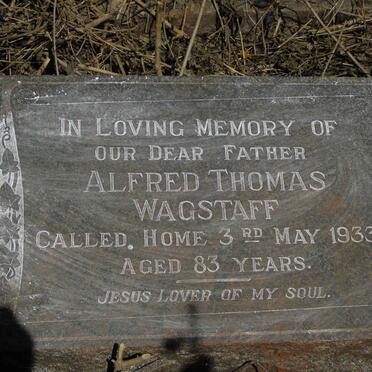 In Loving Memory of
our Dear Father
Alfred Thomas
Wagstaff
Called Home 3rd May 1933
Aged 83 years.
Jesus Lover of my soul.